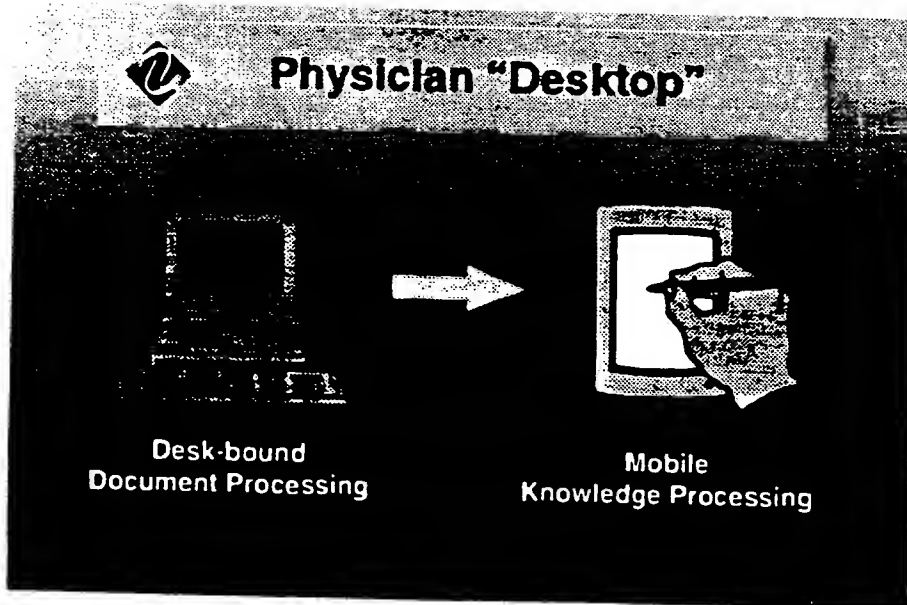 Physician “Desktop”
Desk-bound
Document Processing
Mobile
Knowledge Processing